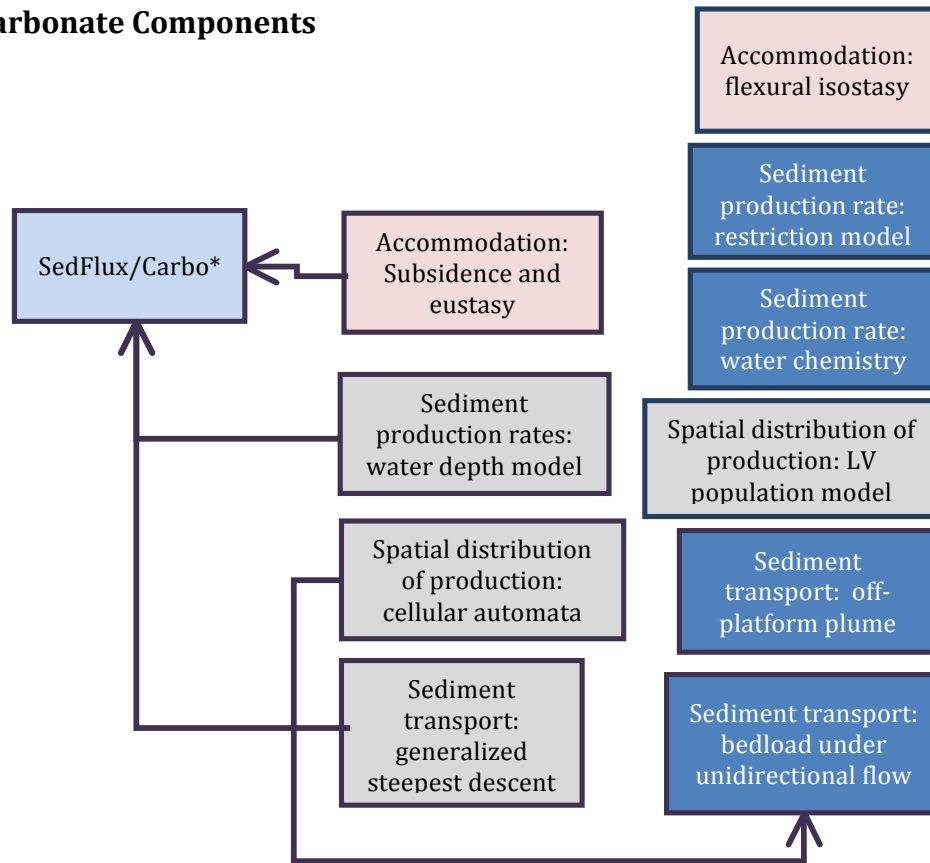 arbonate Components
Accommodation:
flexural isostasy
Sediment
production rate:
restriction model
SedFlux/Carbo*
Accommodation:
Subsidence and
eustasy
Sediment
production rate:
water chemistry
Sediment
production rates:
water depth model
Spatial distribution of
production: LV
population model
Spatial distribution
of production:
cellular automata
Sediment
transport: off-
platform plume
Sediment
transport:
generalized
steepest descent
Sediment transport:
bedload under
unidirectional flow